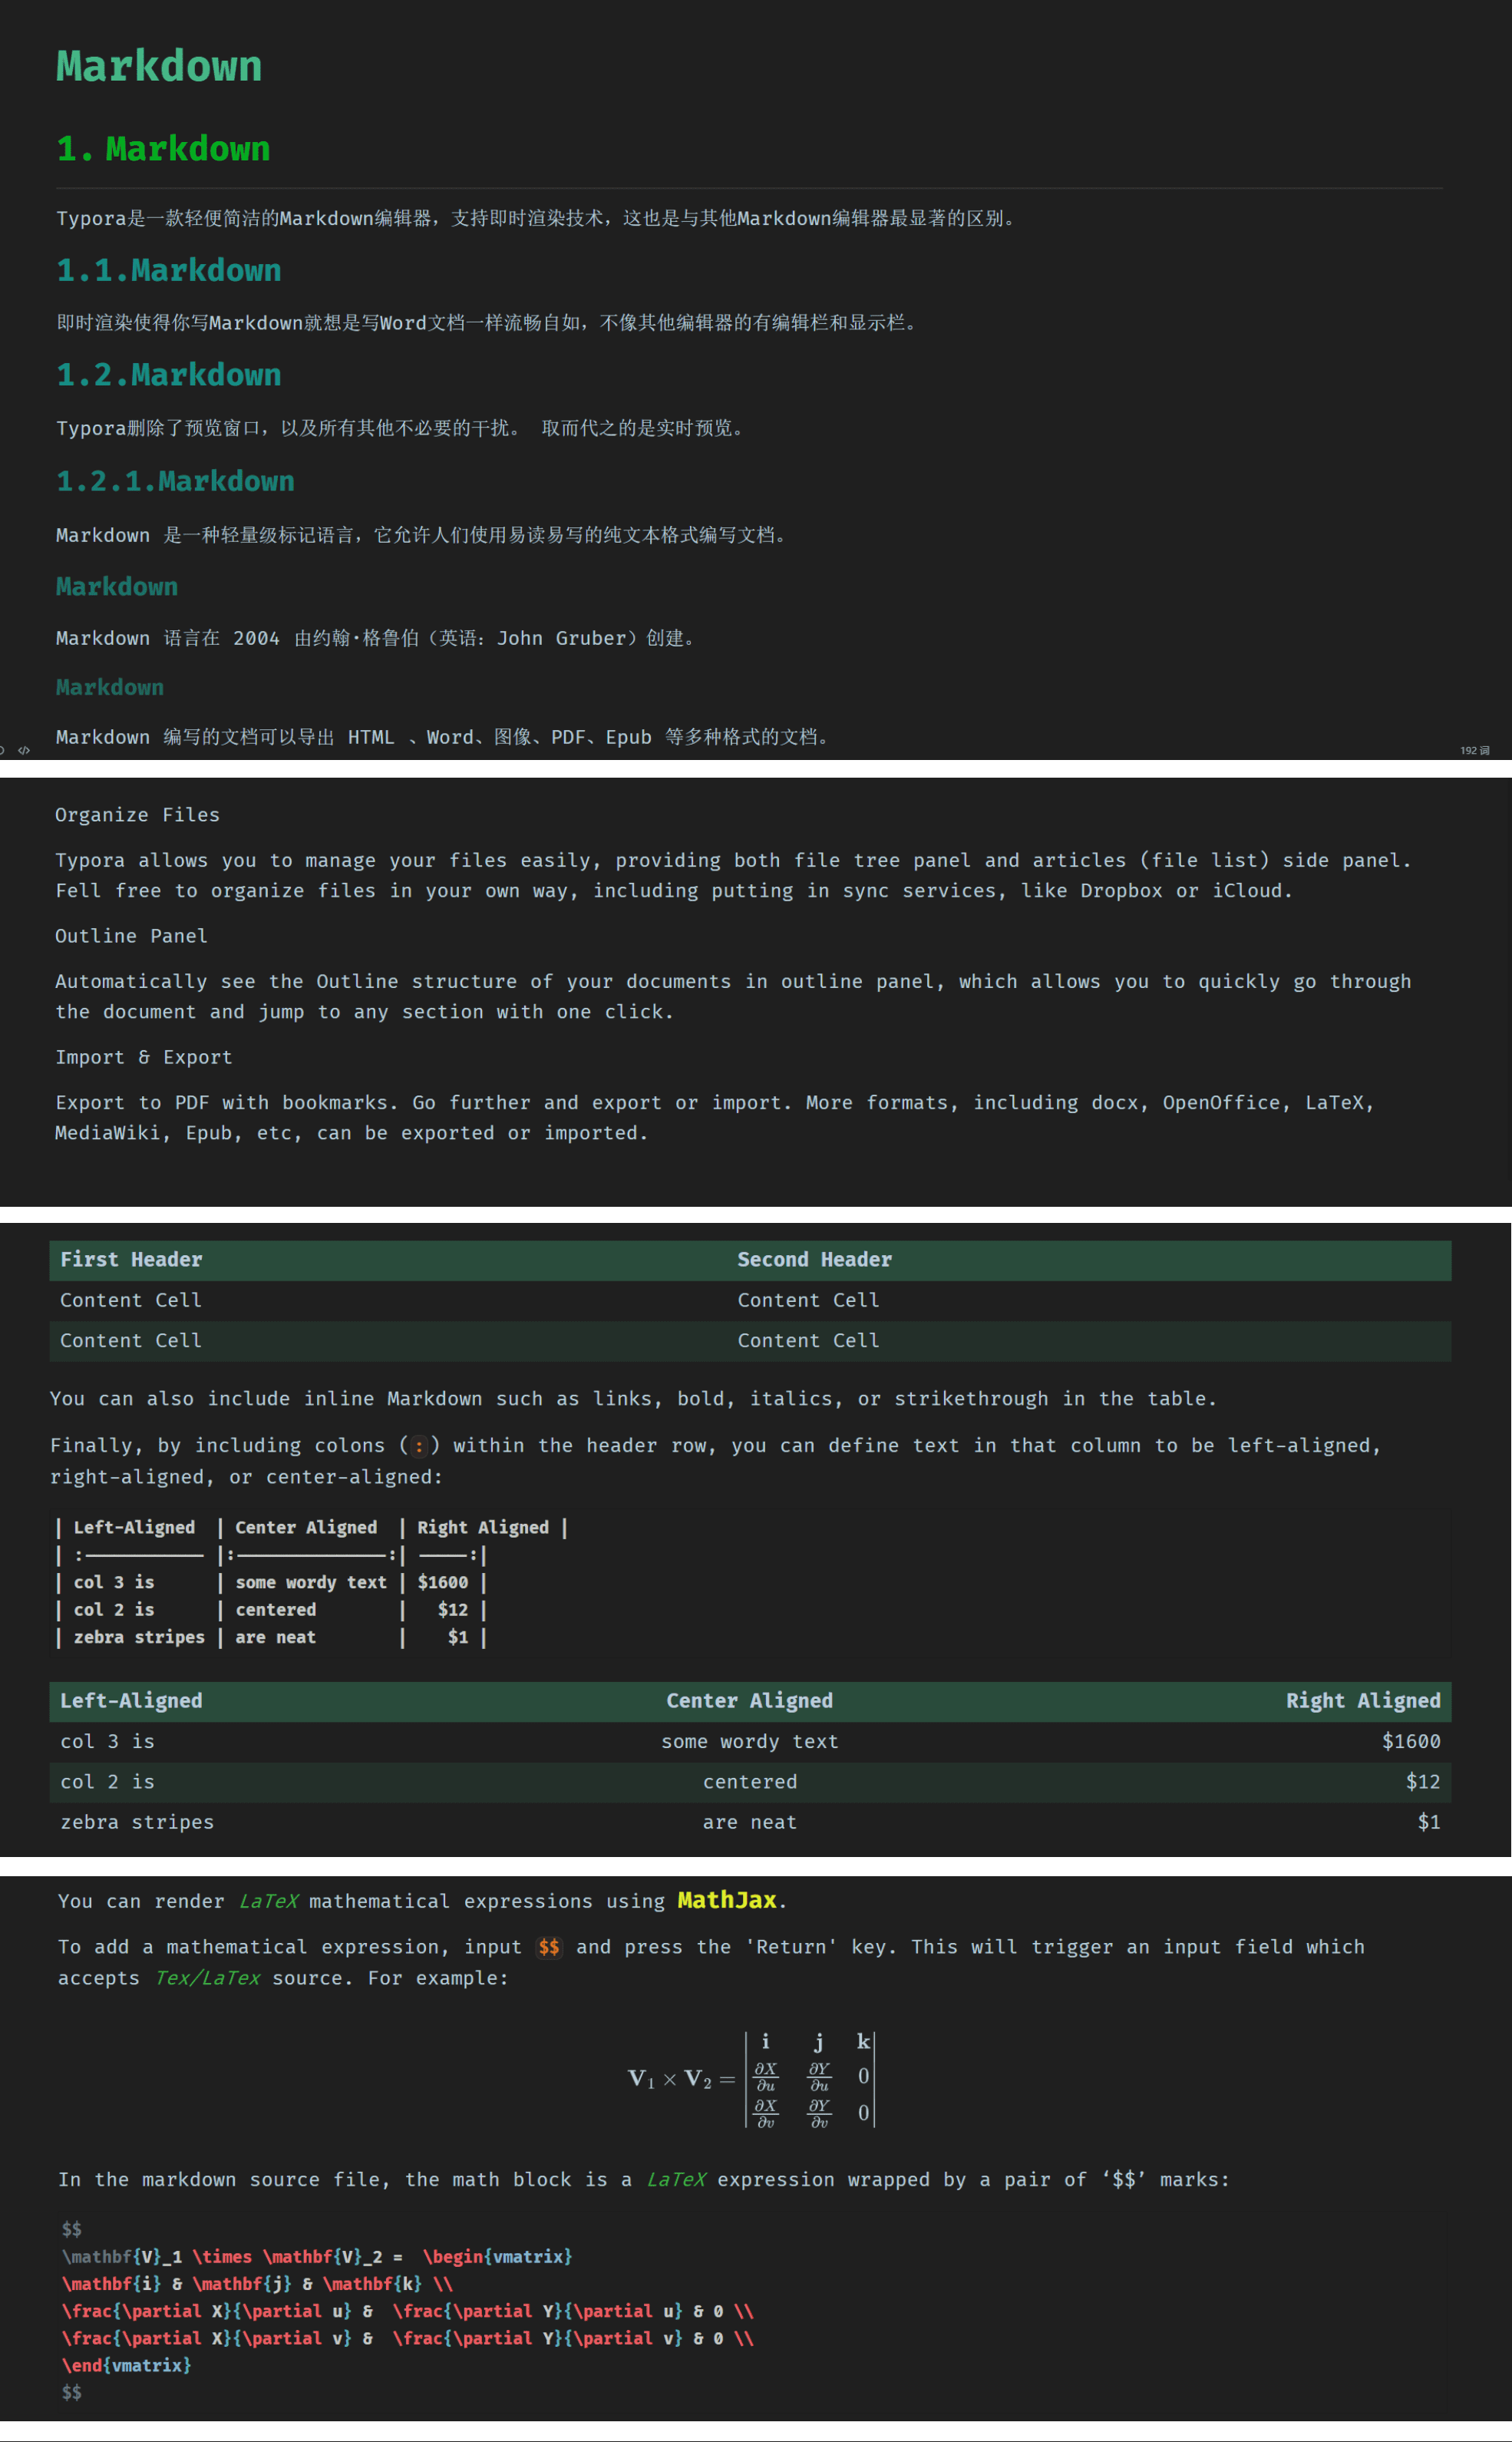 Markdown
1. Markdown
Typora是一款轻便简洁的Markdown编辑器，支持即时渲染技术，这也是与其他Markdown编辑器最显著的区别。
1.1.Markdown
即时渲染使得你写Markdown就想是写Word文档一样流畅自如，不像其他编辑器的有编辑栏和显示栏。
1.2.Markdown
Typora删除了预览窗口，以及所有其他不必要的干扰。 取而代之的是实时预览。
1.2.1.Markdown
Markdown 是一种轻量级标记语言，它允许人们使用易读易写的纯文本格式编写文档。
Markdown
Markdown 语言在 2004 由约翰·格鲁伯（英语：John Gruber）创建。
Markdown
Markdown 编写的文档可以导出 HTML 、Word、图像、PDF、Epub 等多种格式的文档。
</> 192 词
Organize Files
Typora allows you to manage your files easily, providing both file tree panel and articles (file list) side panel.
Fell free to organize files in your own way, including putting in sync services, like Dropbox or iCloud.
Outline Panel
Automatically see the Outline structure of your documents in outline panel, which allows you to quickly go through
the document and jump to any section with one click.
Import & Export
Export to PDF with bookmarks. Go further and export or import. More formats, including docx, OpenOffice, LaTeX,
MediaWiki, Epub, etc, can be exported or imported.
First Header Second Header
Content Cell Content Cell
Content Cell Content Cell
You can also include inline Markdown such as links, bold, italics, or strikethrough in the table.
Finally, by including colons (:) within the header row, you can define text in that column to be left-aligned,
right-aligned, or center-aligned:
| Left-Aligned  | Center Aligned  | Right Aligned |
| :------------ |:---------------:| -----:|
| col 3 is      | some wordy text | $1600 |
| col 2 is      | centered        |   $12 |
| zebra stripes | are neat        |    $1 |
Left-Aligned Center Aligned Right Aligned
col 3 is some wordy text $1600
col 2 is centered $12
zebra stripes are neat $1
You can render LaTeX mathematical expressions using MathJax.
To add a mathematical expression, input $$ and press the 'Return' key. This will trigger an input field which
accepts Tex/LaTex source. For example:
i j k
V₁ × V₂ = ∂X/∂u ∂Y/∂u 0
∂X/∂v ∂Y/∂v 0
In the markdown source file, the math block is a LaTeX expression wrapped by a pair of ‘$$’ marks:
$$
\mathbf{V}_1 \times \mathbf{V}_2 =  \begin{vmatrix}
\mathbf{i} & \mathbf{j} & \mathbf{k} \\
\frac{\partial X}{\partial u} &  \frac{\partial Y}{\partial u} & 0 \\
\frac{\partial X}{\partial v} &  \frac{\partial Y}{\partial v} & 0 \\
\end{vmatrix}
$$